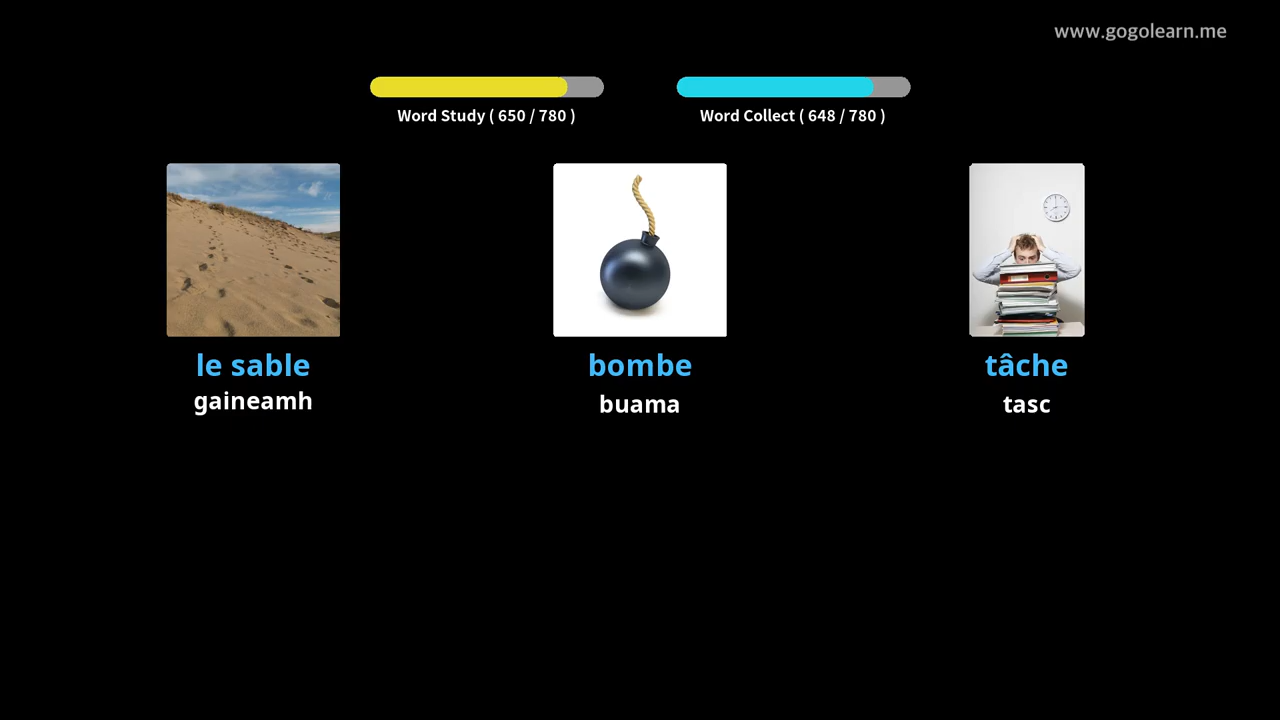 www.gogolearn.me
Word Study ( 650 / 780 )
Word Collect ( 648 / 780 )
le sable
gaineamh
bombe
buama
tâche
tasc